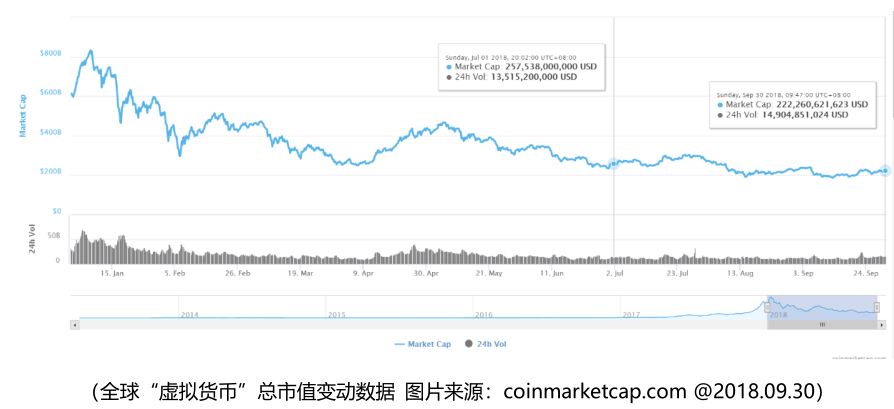 $800B
$600B
$400B
$200B
$0
Market Cap
Sunday, Jul 01 2018, 20:02:00 UTC+08:00
Market Cap: 257,538,000,000 USD
24h Vol: 13,515,200,000 USD
Sunday, Sep 30 2018, 09:47:00 UTC+08:00
Market Cap: 222,260,621,623 USD
24h Vol: 14,904,851,024 USD
50B
0
24h Vol
15. Jan 5. Feb 26. Feb 19. Mar 9. Apr 30. Apr 21. May 11. Jun 2. Jul 23. Jul 13. Aug 3. Sep 24. Sep
2014 2015 2016 2017 2018
Market Cap 24h Vol
coinmarketcap.com
（全球“虚拟货币”总市值变动数据 图片来源：coinmarketcap.com @2018.09.30）